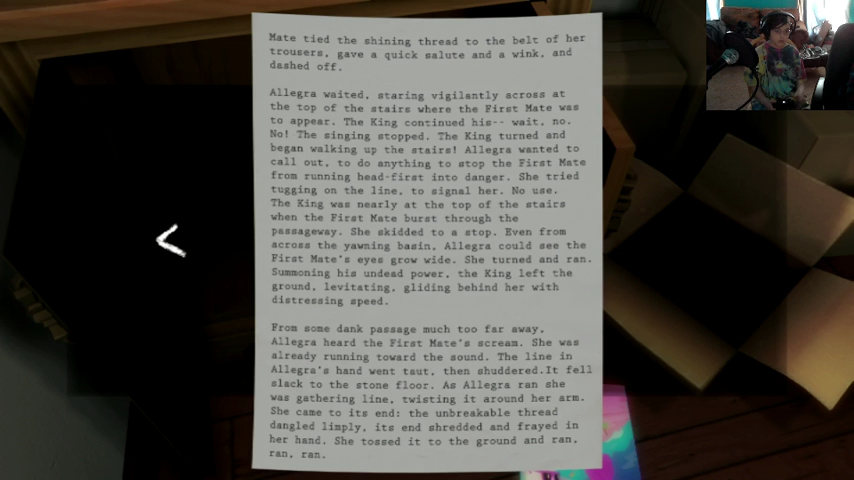 Mate tied the shining thread to the belt of her
trousers, gave a quick salute and a wink, and
dashed off.
Allegra waited, staring vigilantly across at
the top of the stairs where the First Mate was
to appear. The King continued his-- wait, no.
No! The singing stopped. The King turned and
began walking up the stairs! Allegra wanted to
call out, to do anything to stop the First Mate
from running head-first into danger. She tried
tugging on the line, to signal her. No use.
The King was nearly at the top of the stairs
when the First Mate burst through the
passageway. She skidded to a stop. Even from
across the yawning basin, Allegra could see the
First Mate's eyes grow wide. She turned and ran.
Summoning his undead power, the King left the
ground, levitating, gliding behind her with
distressing speed.
From some dank passage much too far away,
Allegra heard the First Mate's scream. She was
already running toward the sound. The line in
Allegra's hand went taut, then shuddered.It fell
slack to the stone floor. As Allegra ran she
was gathering line, twisting it around her arm.
She came to its end: the unbreakable thread
dangled limply, its end shredded and frayed in
her hand. She tossed it to the ground and ran,
ran, ran.